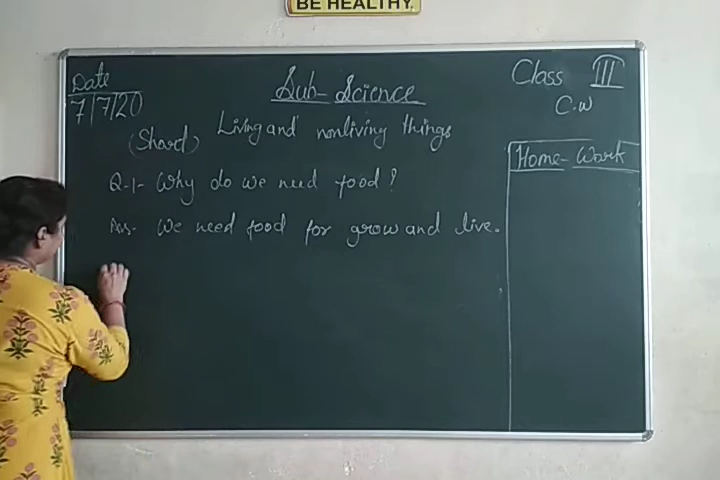 BE HEALTHY.
Date
7/7/20
Sub- Science
Class III
C.W
Living and nonliving things
(Short)
Home- Work
Q-1- Why do we need food?
Ans- We need food for grow and live.